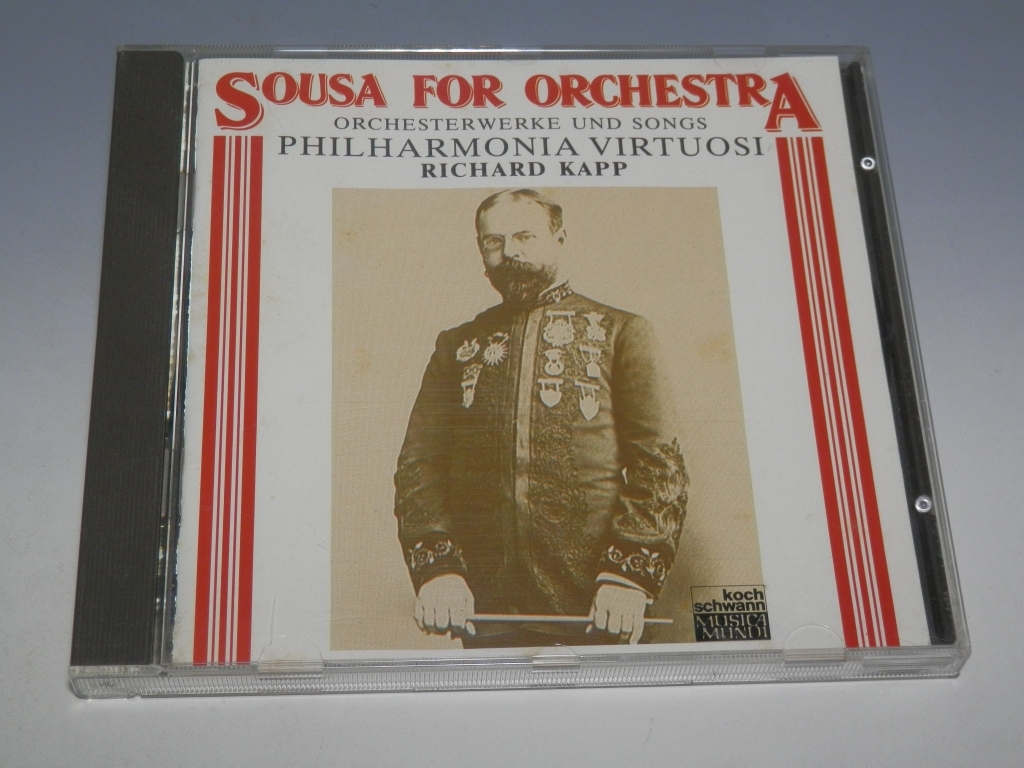 SOUSA FOR ORCHESTRA
ORCHESTERWERKE UND SONGS
PHILHARMONIA VIRTUOSI
RICHARD KAPP
koch
schwann
MUSICA
MUNDI